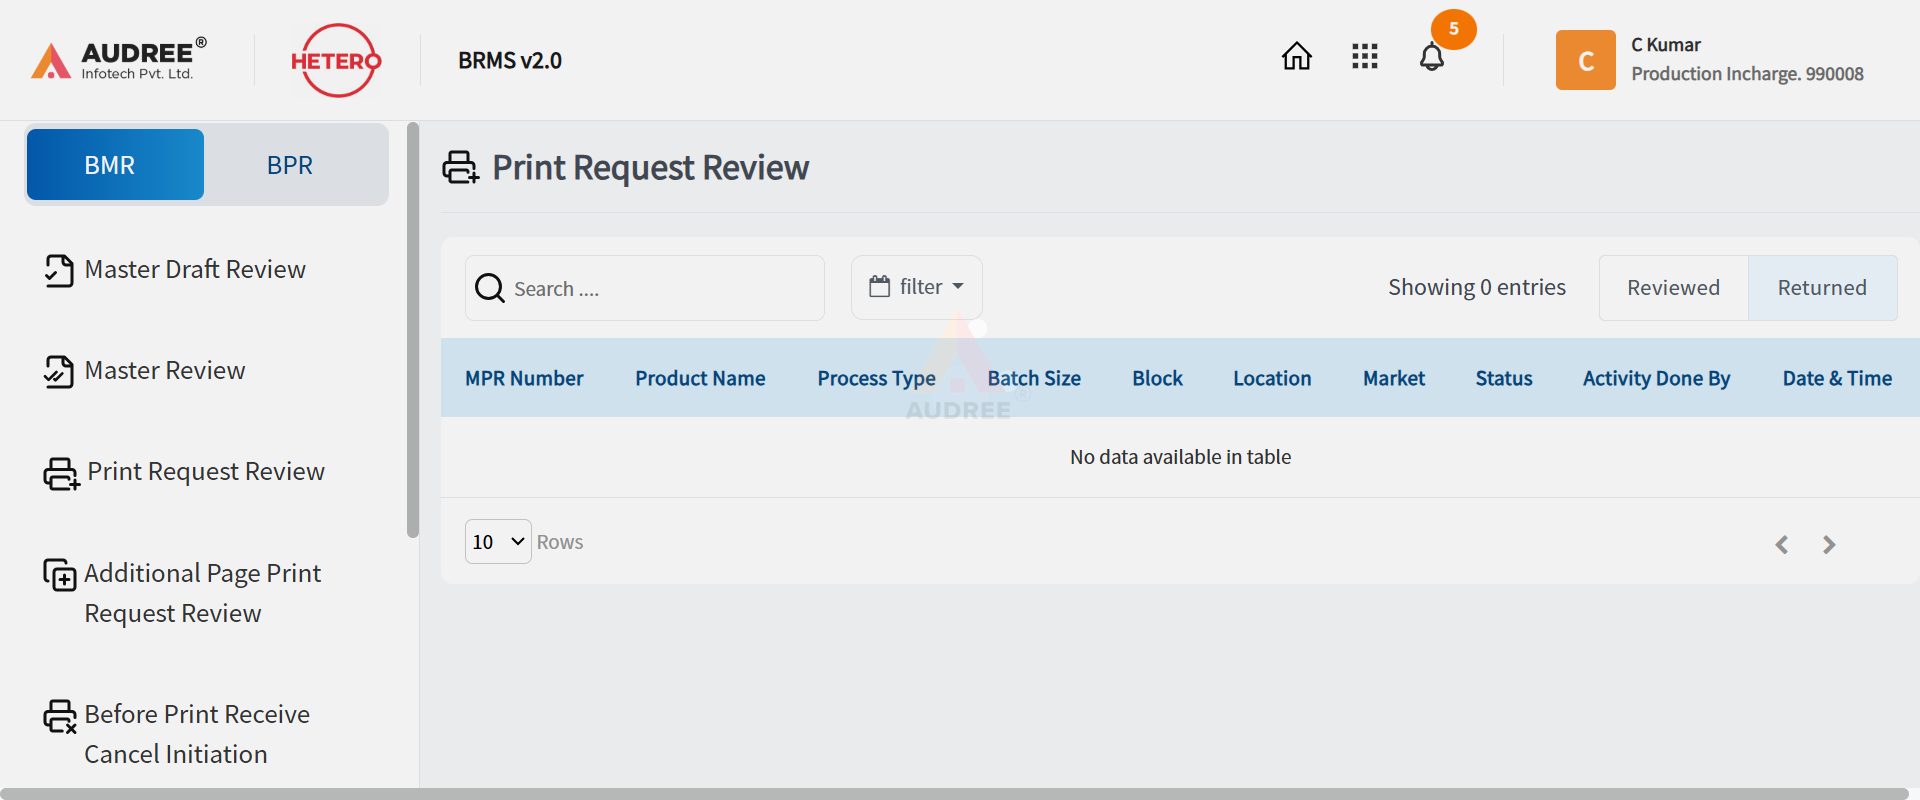 AUDREE®
Infotech Pvt. Ltd.
HETERO
BRMS v2.0
5
C
C Kumar
Production Incharge. 990008
BMR
BPR
Master Draft Review
Master Review
Print Request Review
Additional Page Print
Request Review
Before Print Receive
Cancel Initiation
Print Request Review
Search ....
filter
Showing 0 entries
Reviewed
Returned
MPR Number
Product Name
Process Type
Batch Size
Block
Location
Market
Status
Activity Done By
Date & Time
AUDREE®
No data available in table
10
Rows